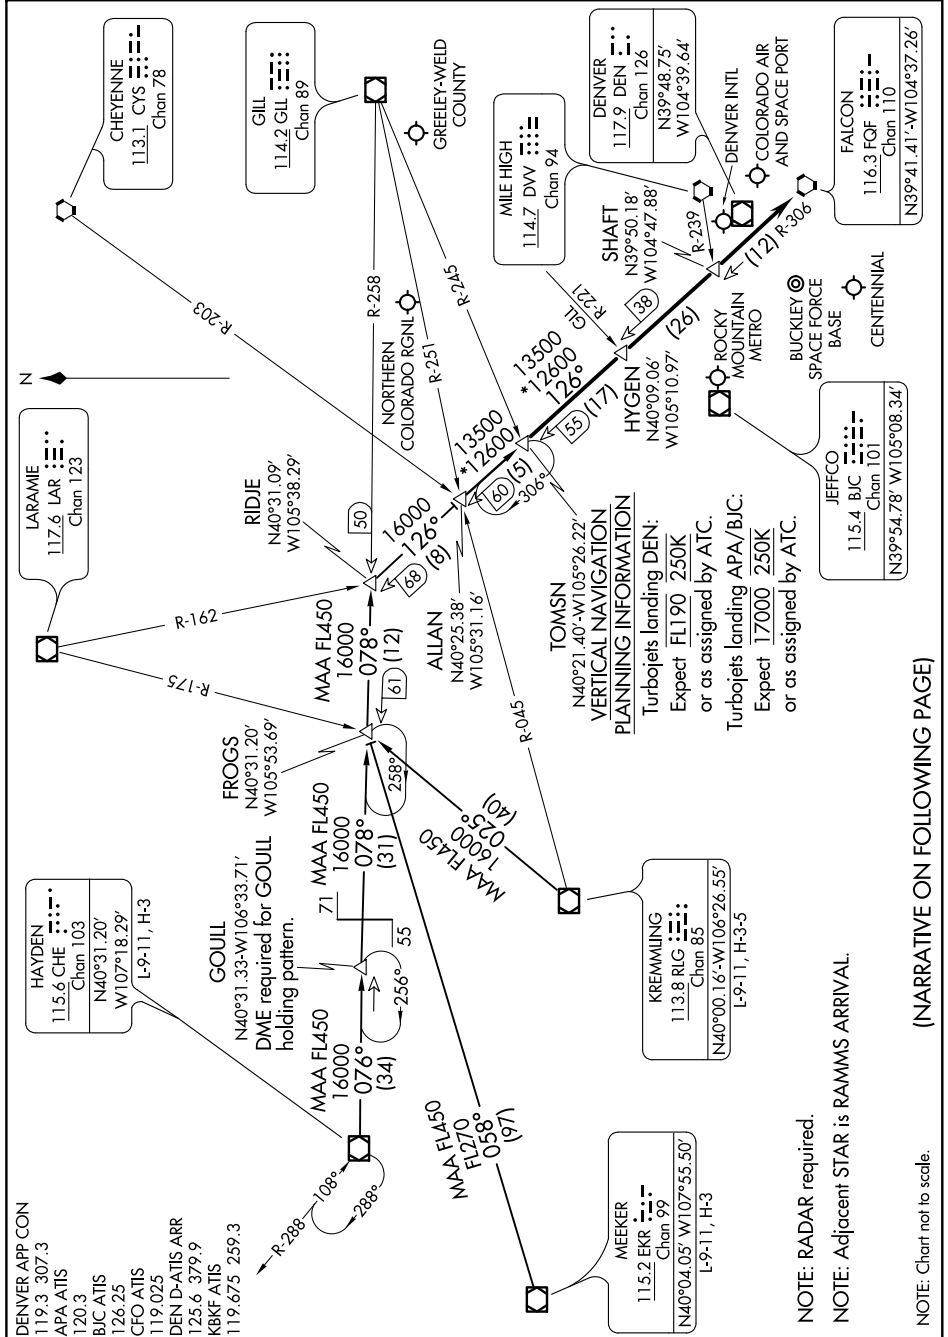 DENVER APP CON
119.3 307.3
APA ATIS
120.3
BJC ATIS
126.25
CFO ATIS
119.025
DEN D-ATIS ARR
125.6 379.9
KBKF ATIS
119.675 259.3
HAYDEN
115.6 CHE
Chan 103
N40°31.20'
W107°18.29'
L-9-11, H-3
R-288
108°
288°
MAA FL450
16000
076°
(34)
GOULL
N40°31.33'-W106°33.71'
DME required for GOULL
holding pattern.
256°
71
55
MAA FL450
16000
078°
(31)
FROGS
N40°31.20'
W105°53.69'
258°
61
MAA FL450
16000
078°
(12)
LARAMIE
117.6 LAR
Chan 123
R-175
R-162
RIDJE
N40°31.09'
W105°38.29'
50
68
16000
126°
(8)
N
CHEYENNE
113.1 CYS
Chan 78
R-203
GILL
114.2 GLL
Chan 89
R-258
R-251
R-245
GREELEY-WELD
COUNTY
NORTHERN
COLORADO RGNL
ALLAN
N40°25.38'
W105°31.16'
13500
*12600
60
(5)
306°
TOMSN
N40°21.40'-W105°26.22'
13500
*12600
126°
55
(17)
GLL
R-221
HYGEN
N40°09.06'
W105°10.97'
38
(26)
MILE HIGH
114.7 DVV
Chan 94
SHAFT
N39°50.18'
W104°47.88'
R-239
(12)
R-306
DENVER
117.9 DEN
Chan 126
N39°48.75'
W104°39.64'
DENVER INTL
COLORADO AIR
AND SPACE PORT
FALCON
116.3 FQF
Chan 110
N39°41.41'-W104°37.26'
ROCKY
MOUNTAIN
METRO
BUCKLEY
SPACE FORCE
BASE
CENTENNIAL
JEFFCO
115.4 BJC
Chan 101
N39°54.78' W105°08.34'
MEEKER
115.2 EKR
Chan 99
N40°04.05' W107°55.50'
L-9-11, H-3
MAA FL450
FL270
058°
(97)
KREMMLING
113.8 RLG
Chan 85
N40°00.16'-W106°26.55'
L-9-11, H-3-5
MAA FL450
16000
025°
(40)
R-045
VERTICAL NAVIGATION
PLANNING INFORMATION
Turbojets landing DEN:
Expect FL190 250K
or as assigned by ATC.
Turbojets landing APA/BJC:
Expect 17000 250K
or as assigned by ATC.
NOTE: RADAR required.
NOTE: Adjacent STAR is RAMMS ARRIVAL.
NOTE: Chart not to scale.
(NARRATIVE ON FOLLOWING PAGE)